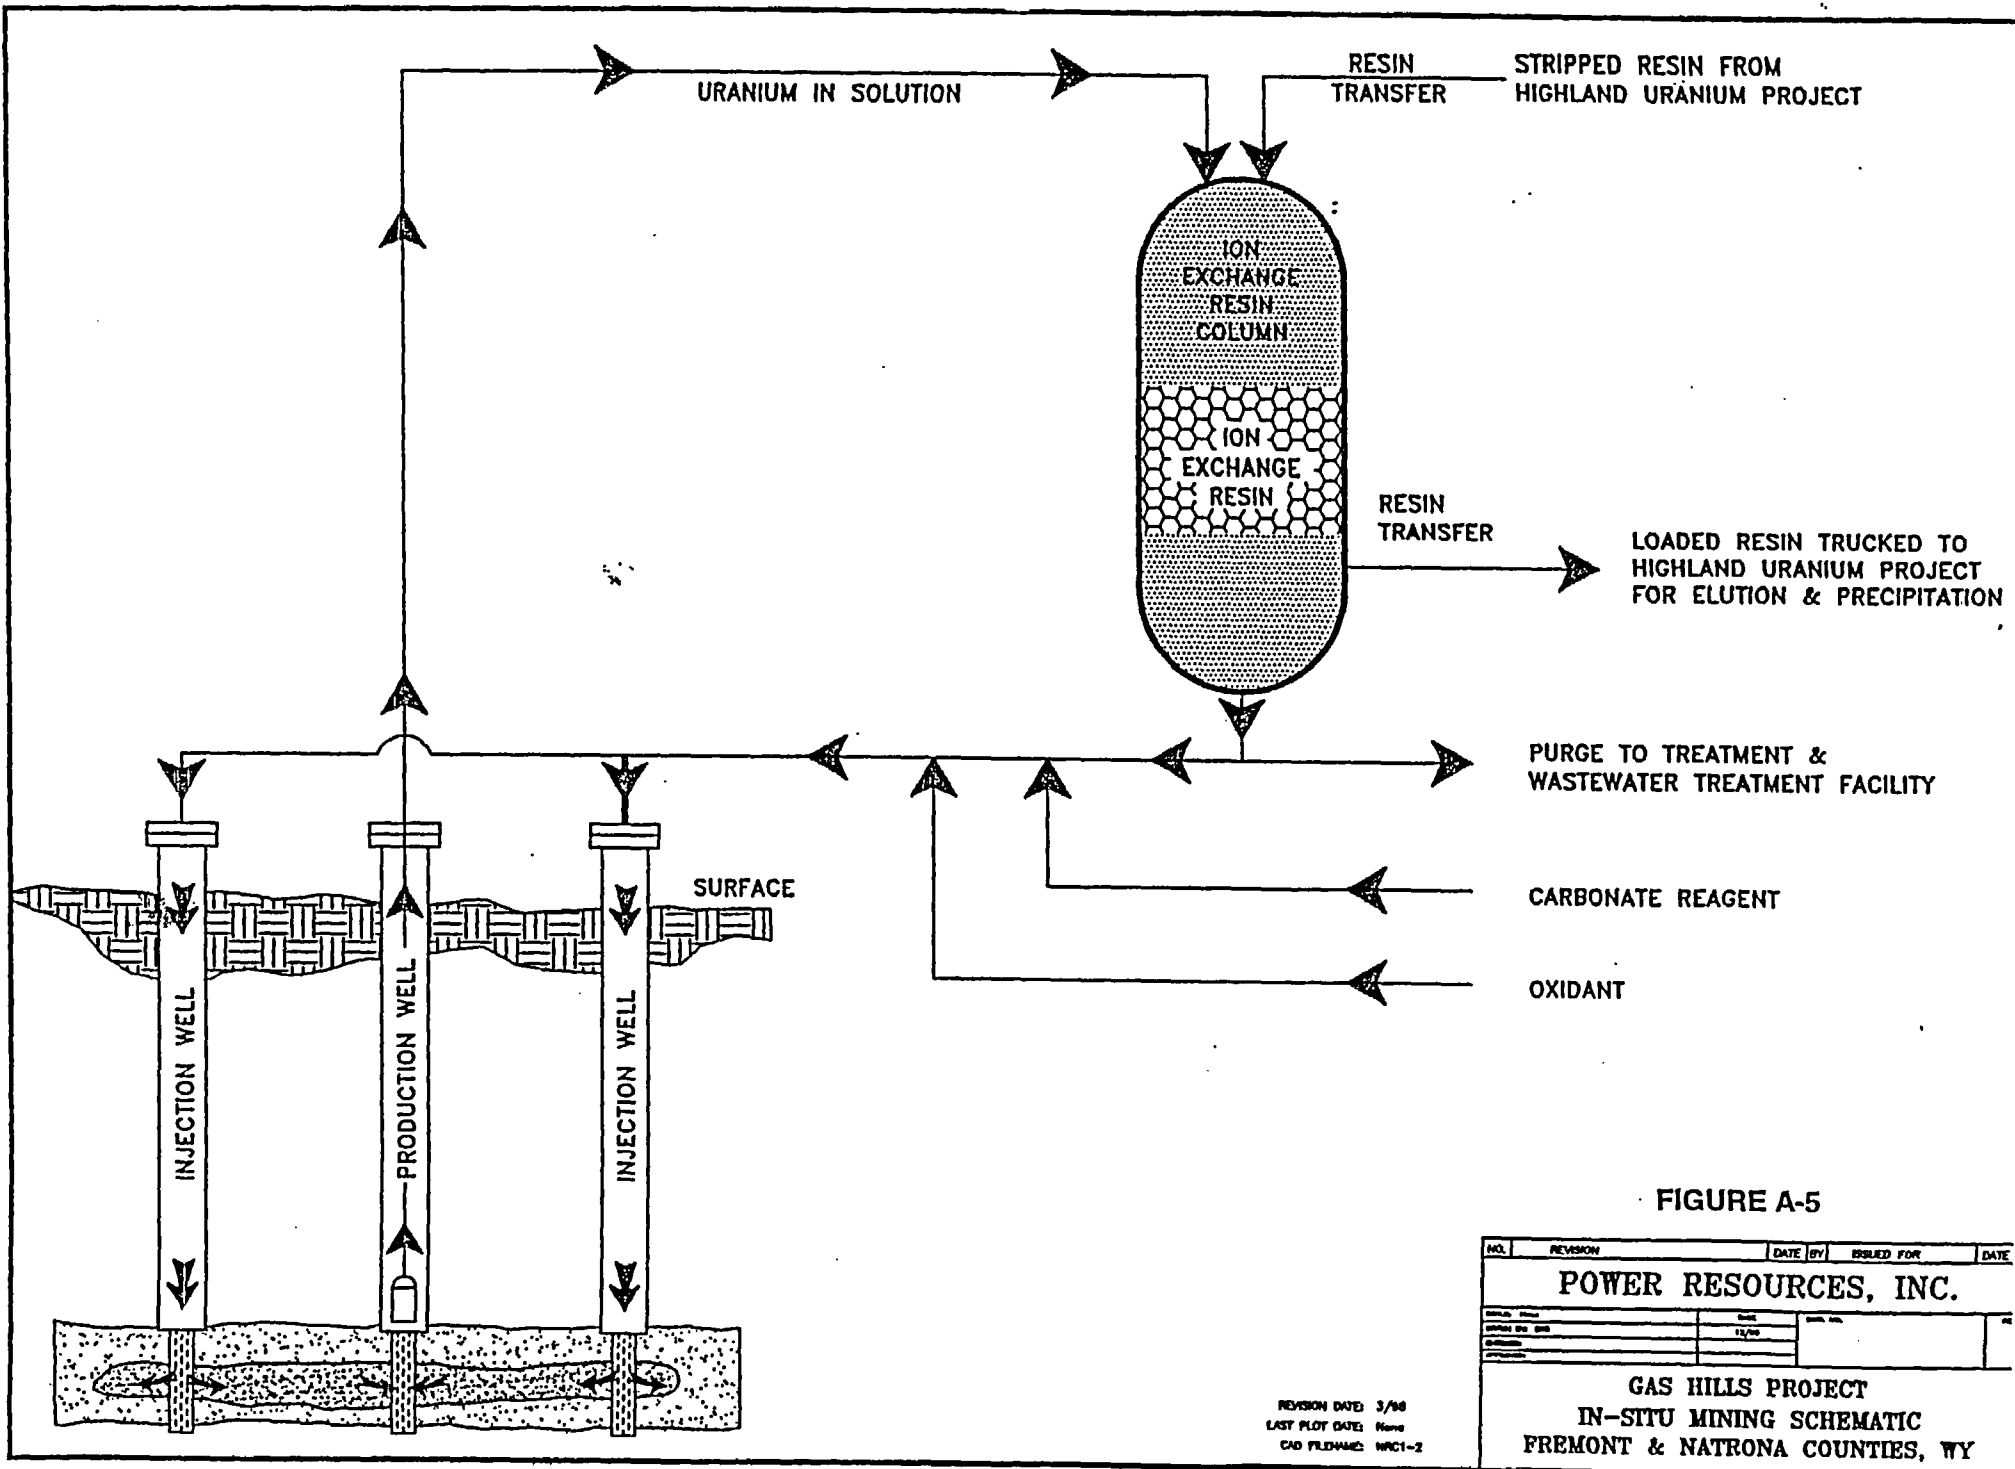 URANIUM IN SOLUTION
RESIN
TRANSFER
STRIPPED RESIN FROM
HIGHLAND URANIUM PROJECT
ION
EXCHANGE
RESIN
COLUMN
ION
EXCHANGE
RESIN
RESIN
TRANSFER
LOADED RESIN TRUCKED TO
HIGHLAND URANIUM PROJECT
FOR ELUTION & PRECIPITATION
PURGE TO TREATMENT &
WASTEWATER TREATMENT FACILITY
CARBONATE REAGENT
OXIDANT
SURFACE
INJECTION WELL
PRODUCTION WELL
INJECTION WELL
FIGURE A-5
NO. REVISION DATE BY ISSUED FOR DATE
POWER RESOURCES, INC.
GAS HILLS PROJECT
IN-SITU MINING SCHEMATIC
FREMONT & NATRONA COUNTIES, WY
REVISION DATE: 3/98
LAST PLOT DATE: None
CAD FILENAME: NRC1-2